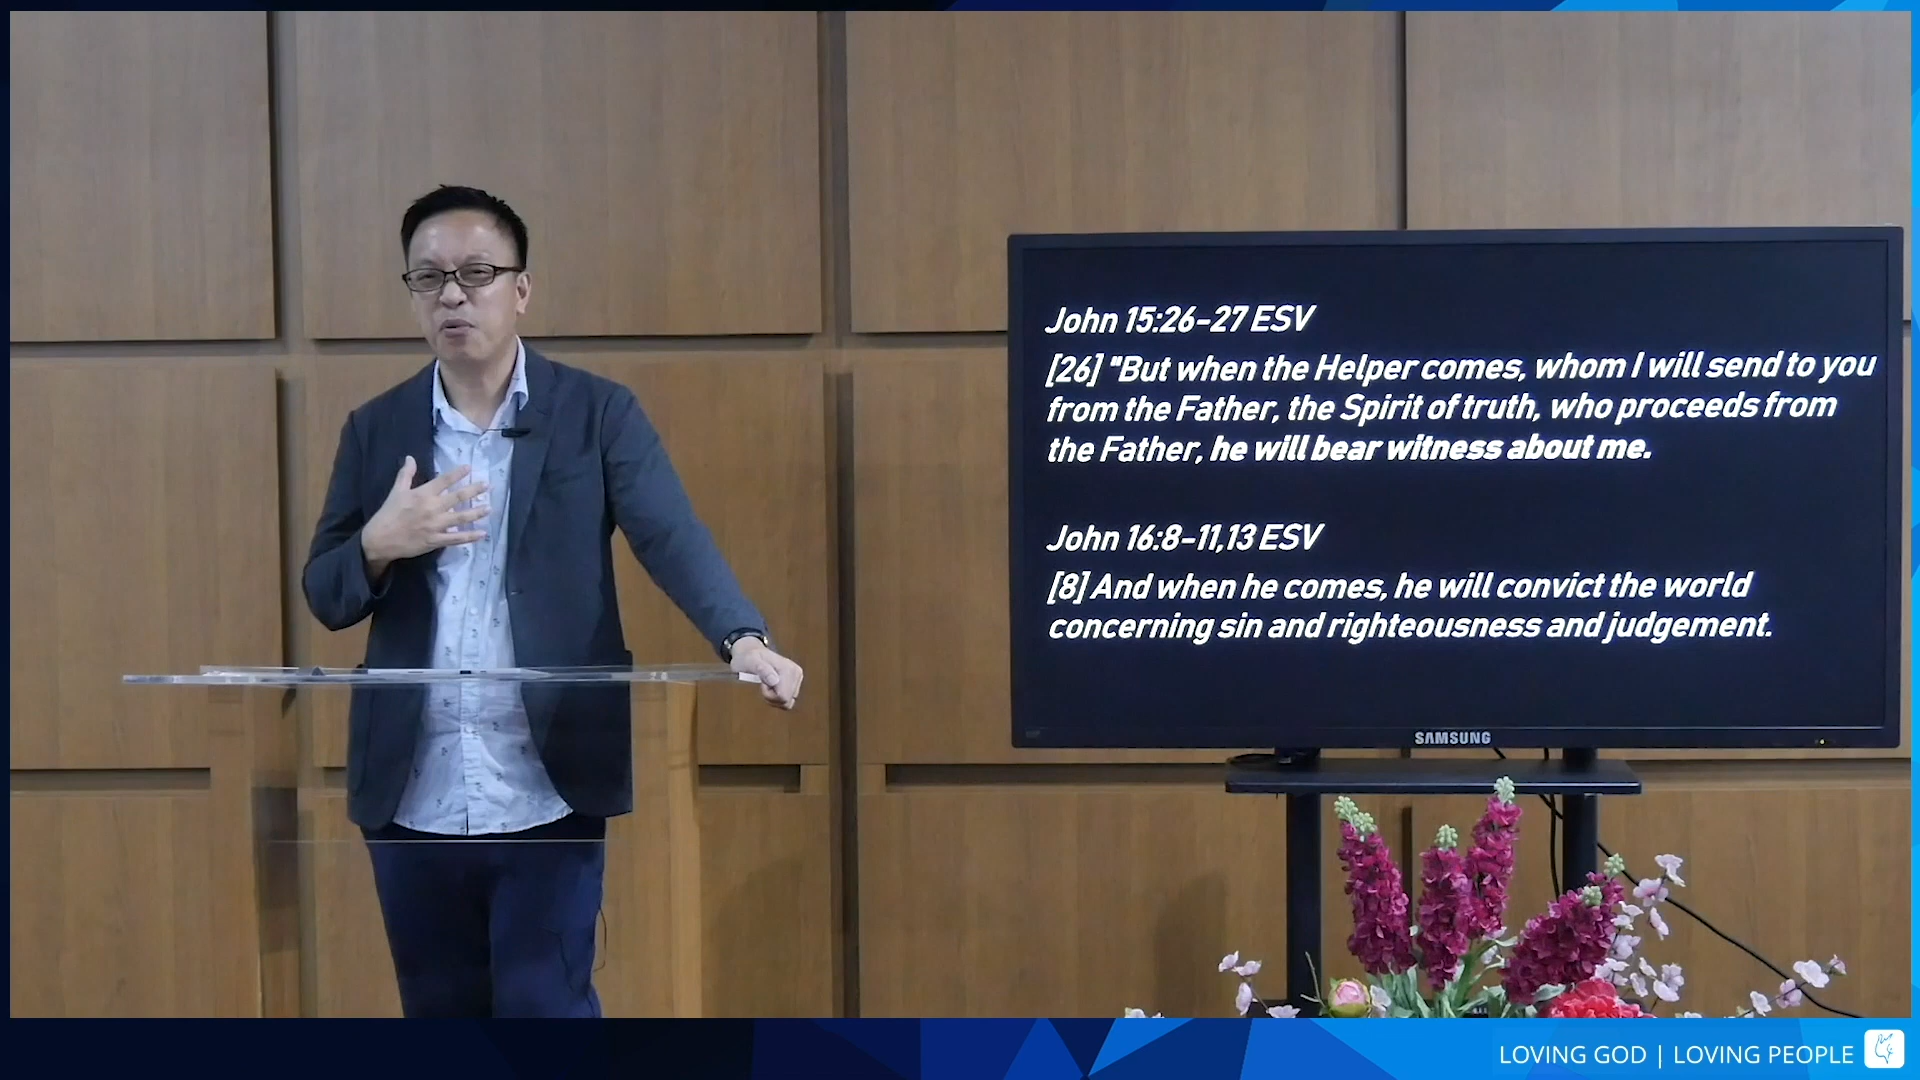 John 15:26-27 ESV
[26] "But when the Helper comes, whom I will send to you
from the Father, the Spirit of truth, who proceeds from
the Father, he will bear witness about me.
John 16:8-11,13 ESV
[8] And when he comes, he will convict the world
concerning sin and righteousness and judgement.
SAMSUNG
LOVING GOD | LOVING PEOPLE